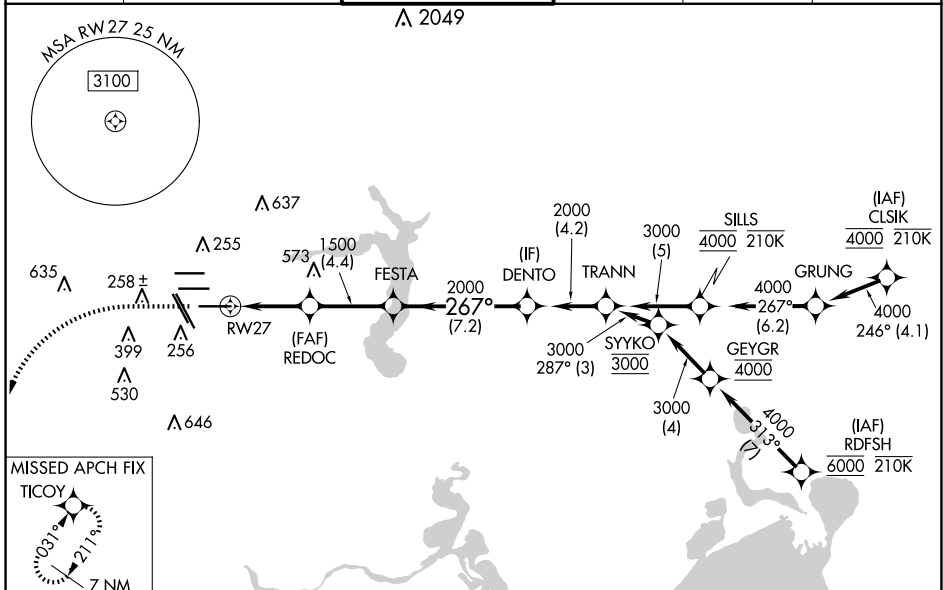 2049
MSA RW27 25 NM
3100
637
255
573
1500
(4.4)
635
258 ±
FESTA
RW27
(FAF)
REDOC
399
256
530
646
2000
267°
(7.2)
(IF)
DENTO
2000
(4.2)
TRANN
3000
(5)
SILLS
4000 210K
(IAF)
CLSIK
4000 210K
GRUNG
4000
267°
(6.2)
4000
246° (4.1)
3000
287° (3)
SYYKO
3000
GEYGR
4000
3000
(4)
4000
313°
(7)
(IAF)
RDFSH
6000 210K
MISSED APCH FIX
TICOY
031°
211°
7 NM